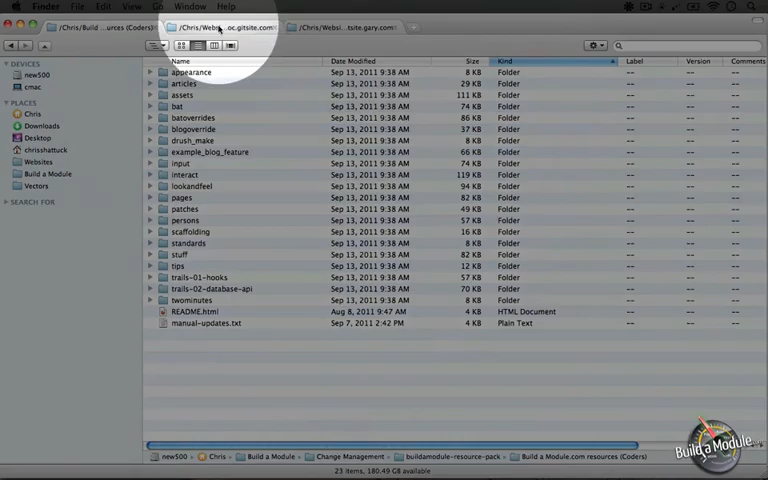 Finder File Edit View Go Window Help
/Chris/Build ...ources (Coders) /Chris/Webs...oc.gitsite.com /Chris/Websi...tsite.gary.com
Name Date Modified Size Kind Label Version Comments
DEVICES
new500
cmac
PLACES
Chris
Downloads
Desktop
chrisshattuck
Websites
Build a Module
Vectors
SEARCH FOR
appearance Sep 13, 2011 9:38 AM 8 KB Folder -- -- --
articles Sep 13, 2011 9:38 AM 29 KB Folder -- -- --
assets Sep 13, 2011 9:38 AM 111 KB Folder -- -- --
bat Sep 13, 2011 9:38 AM 74 KB Folder -- -- --
batoverrides Sep 13, 2011 9:38 AM 86 KB Folder -- -- --
blogoverride Sep 13, 2011 9:38 AM 37 KB Folder -- -- --
drush_make Sep 13, 2011 9:38 AM 8 KB Folder -- -- --
example_blog_feature Sep 13, 2011 9:38 AM 66 KB Folder -- -- --
input Sep 13, 2011 9:38 AM 74 KB Folder -- -- --
interact Sep 13, 2011 9:38 AM 119 KB Folder -- -- --
lookandfeel Sep 13, 2011 9:38 AM 94 KB Folder -- -- --
pages Sep 13, 2011 9:38 AM 82 KB Folder -- -- --
patches Sep 13, 2011 9:38 AM 49 KB Folder -- -- --
persons Sep 13, 2011 9:38 AM 57 KB Folder -- -- --
scaffolding Sep 13, 2011 9:38 AM 16 KB Folder -- -- --
standards Sep 13, 2011 9:38 AM 8 KB Folder -- -- --
stuff Sep 13, 2011 9:38 AM 82 KB Folder -- -- --
tips Sep 13, 2011 9:38 AM 12 KB Folder -- -- --
trails-01-hooks Sep 13, 2011 9:38 AM 57 KB Folder -- -- --
trails-02-database-api Sep 13, 2011 9:38 AM 70 KB Folder -- -- --
twominutes Sep 13, 2011 9:38 AM 4 KB Folder -- -- --
README.html Aug 8, 2011 9:47 AM 4 KB HTML Document -- -- --
manual-updates.txt Sep 7, 2011 2:42 PM 4 KB Plain Text -- -- --
Build a Module.com
new500 Chris Build a Module Change Management buildamodule-resource-pack Build a Module.com resources (Coders)
23 items, 180.49 GB available